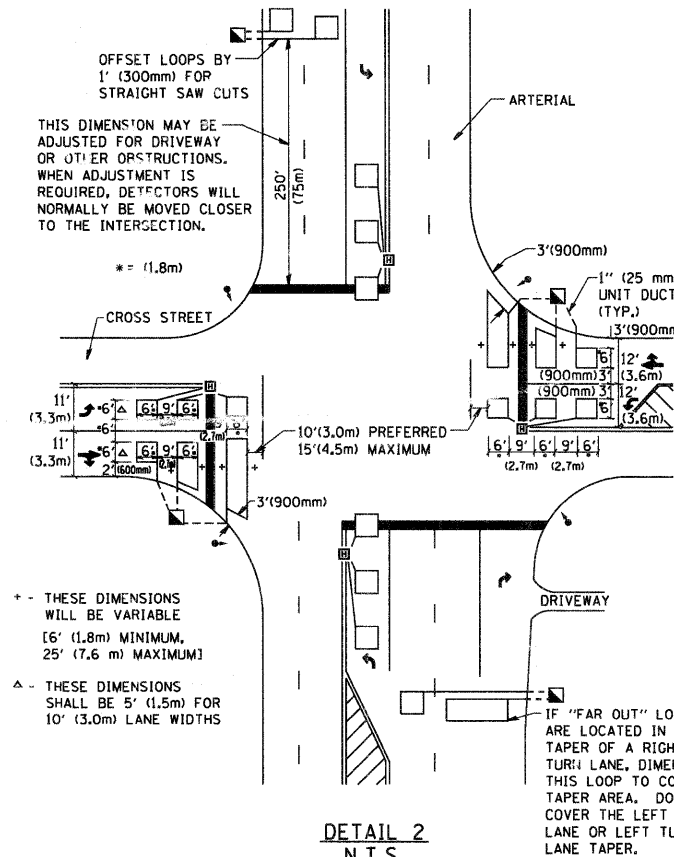 OFFSET LOOPS BY
1' (300mm) FOR
STRAIGHT SAW CUTS
ARTERIAL
THIS DIMENSION MAY BE
ADJUSTED FOR DRIVEWAY
OR OTHER OBSTRUCTIONS.
WHEN ADJUSTMENT IS
REQUIRED, DETECTORS WILL
NORMALLY BE MOVED CLOSER
TO THE INTERSECTION.
250'
(75m)
* = (1.8m)
H
3'(900mm)
1" (25 mm
UNIT DUCT
(TYP.)
3'(900mm
CROSS STREET
6'
12'
(3.6m)
(900mm)3'
(900mm)3'
12'
(3.6m)
6'
H
6' 9' 6' 9' 6'
(2.7m) (2.7m)
H
11'
(3.3m)
*6' △ 6' 9' 6'
*6'
(2.7m)
11'
(3.3m)
*6' △ 6' 9' 6'
2' (600mm)
10'(3.0m) PREFERRED
15'(4.5m) MAXIMUM
3'(900mm)
H
+ - THESE DIMENSIONS
WILL BE VARIABLE
[6' (1.8m) MINIMUM,
25' (7.6 m) MAXIMUM]
DRIVEWAY
△ - THESE DIMENSIONS
SHALL BE 5' (1.5m) FOR
10' (3.0m) LANE WIDTHS
IF "FAR OUT" LO
ARE LOCATED IN
TAPER OF A RIGH
TURN LANE, DIME
THIS LOOP TO CO
TAPER AREA. DO
COVER THE LEFT
LANE OR LEFT TU
LANE TAPER.
DETAIL 2
N.T.S.